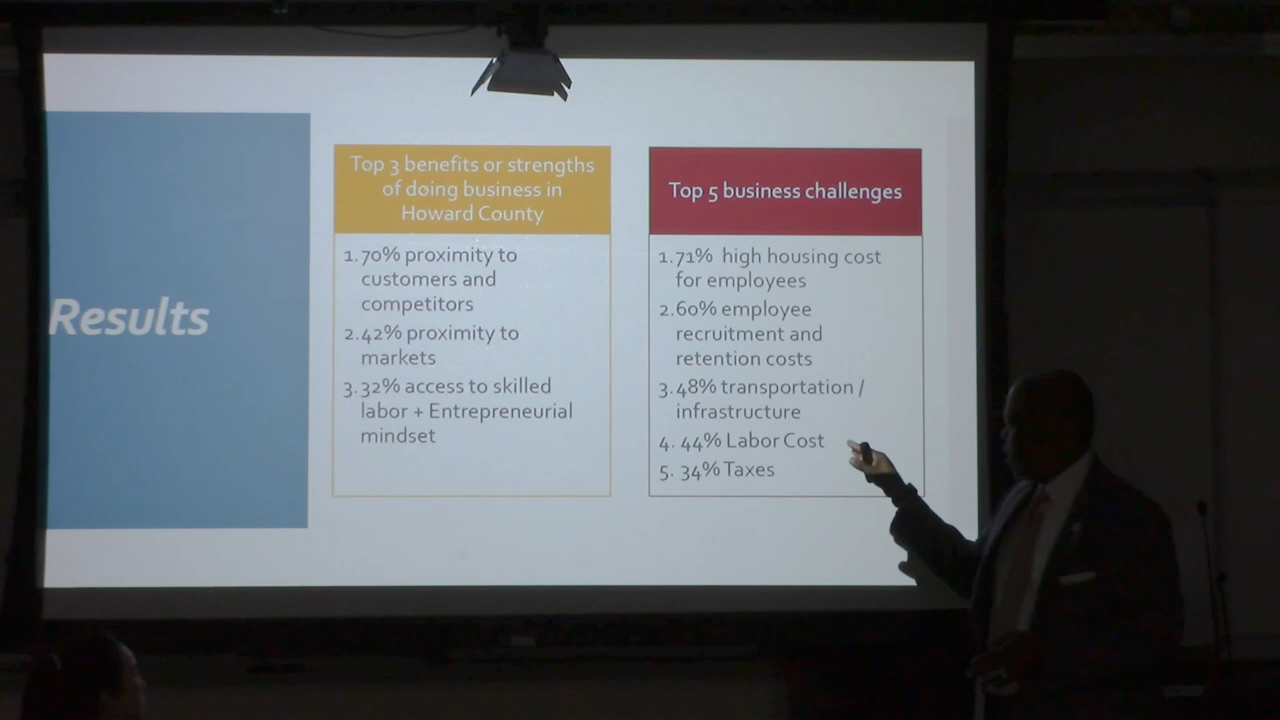 Results
Top 3 benefits or strengths
of doing business in
Howard County
1. 70% proximity to
customers and
competitors
2. 42% proximity to
markets
3. 32% access to skilled
labor + Entrepreneurial
mindset
Top 5 business challenges
1. 71% high housing cost
for employees
2. 60% employee
recruitment and
retention costs
3. 48% transportation /
infrastructure
4. 44% Labor Cost
5. 34% Taxes